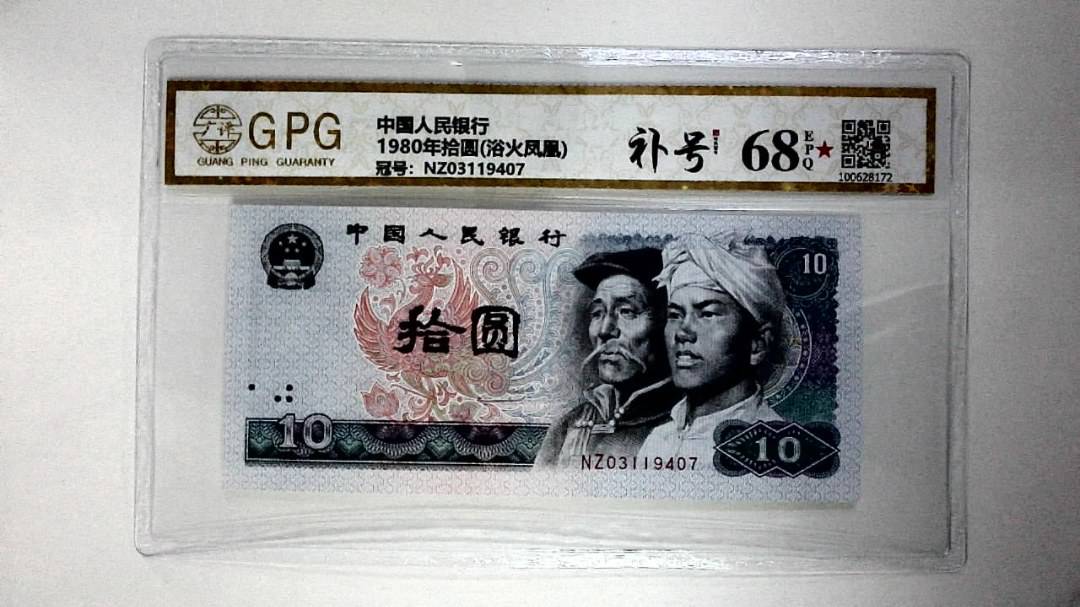 广评
GPG
GUANG PING GUARANTY
中国人民银行
1980年拾圆(浴火凤凰)
冠号：NZ03119407
补号
68
EPQ
100628172
中国人民银行
10
拾圆
10
NZ03119407
10